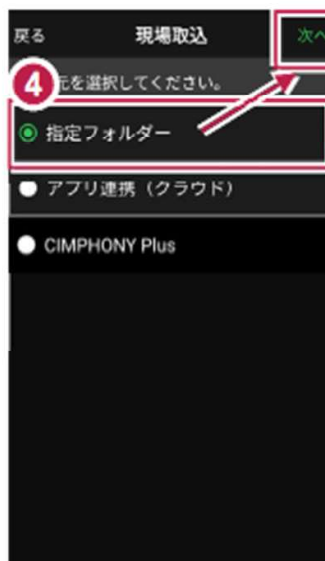 戻る 現場取込 次へ
4 元を選択してください。
指定フォルダー
アプリ連携（クラウド）
CIMPHONY Plus